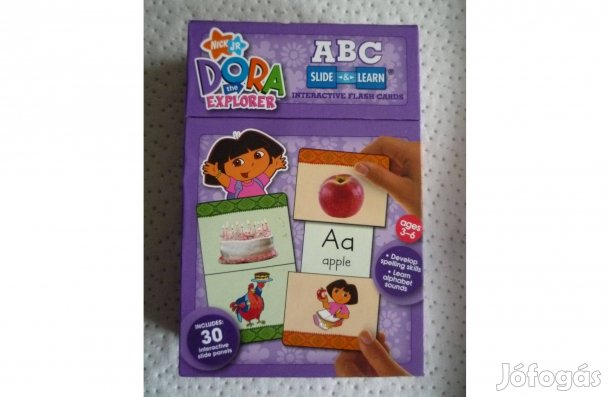 NICK JR
DORA
the
EXPLORER
ABC
SLIDE & LEARN®
INTERACTIVE FLASH CARDS
Aa
apple
ages
3-6
• Develop
spelling skills
• Learn
alphabet
sounds
INCLUDES:
30
interactive
slide panels
Jófogás